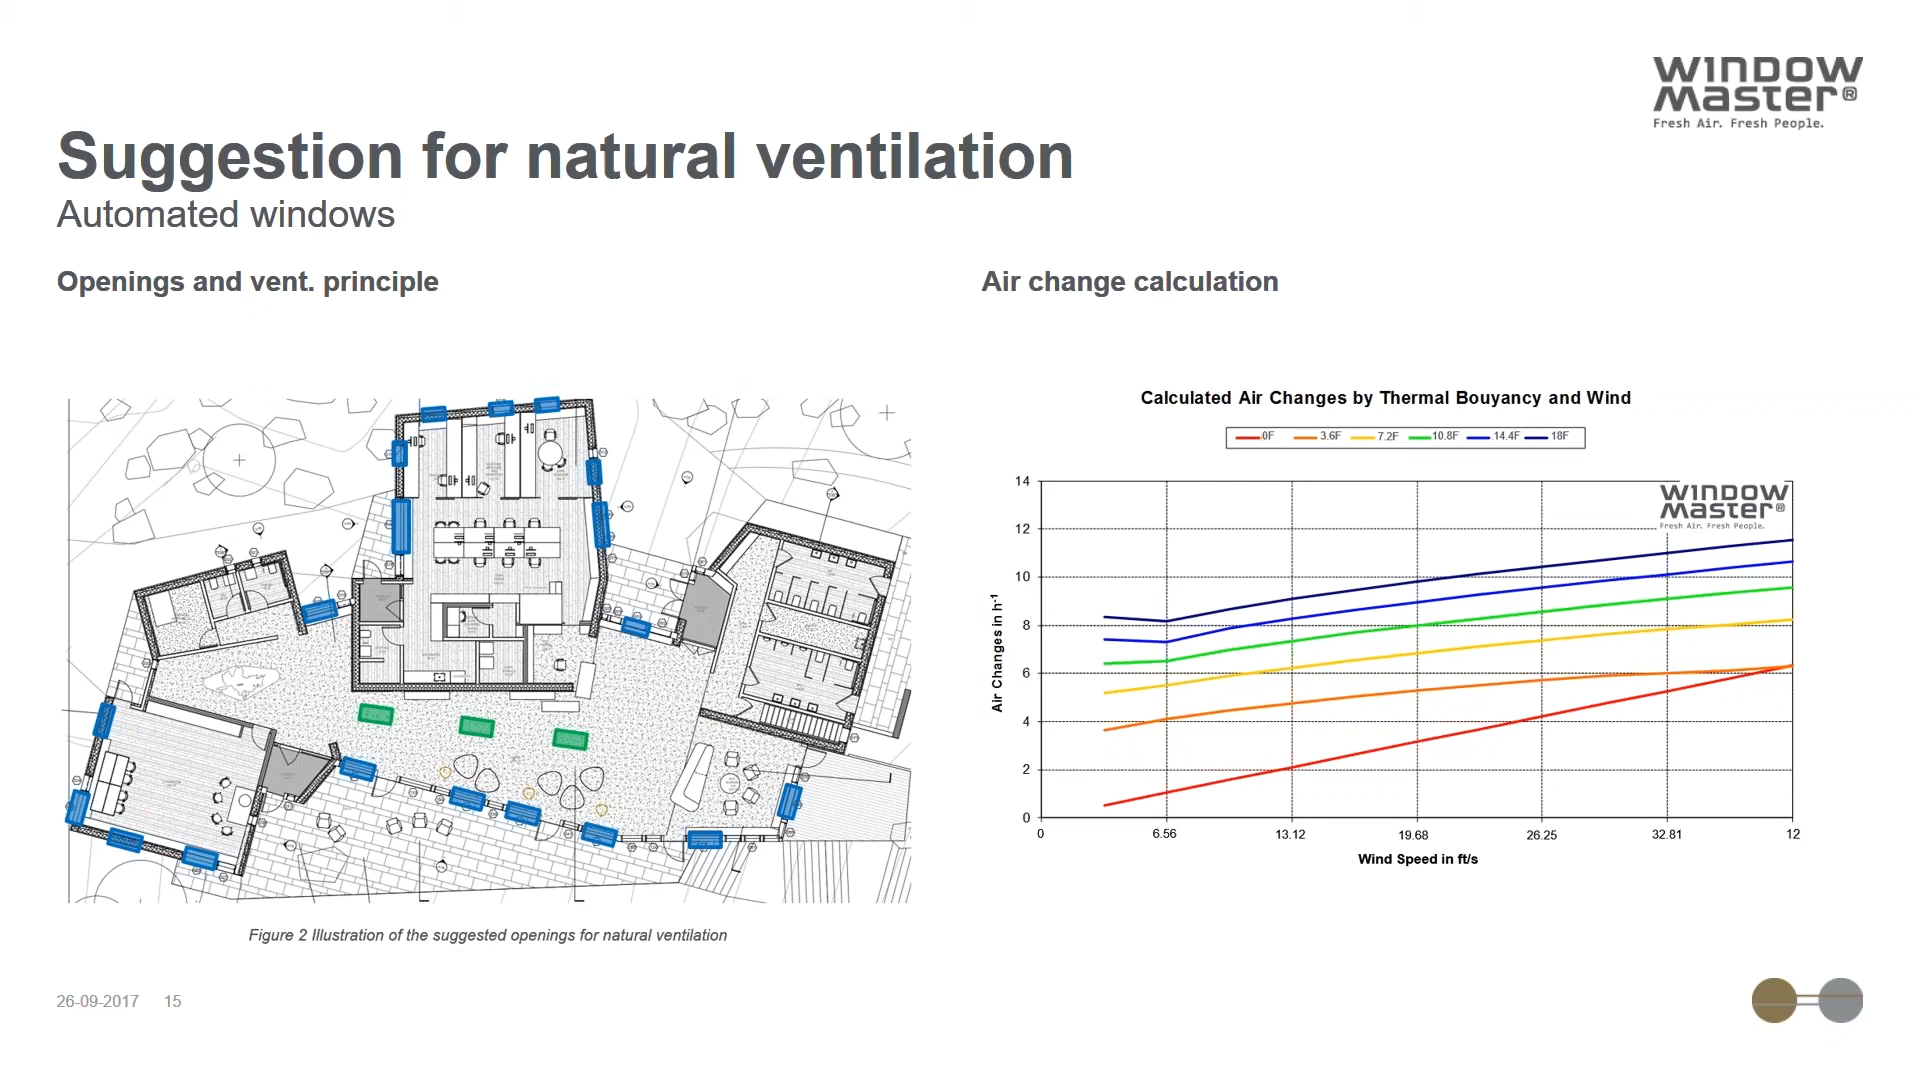 WINDOW
Master®
Fresh Air. Fresh People.
Suggestion for natural ventilation
Automated windows
Openings and vent. principle
Air change calculation
Calculated Air Changes by Thermal Bouyancy and Wind
0F 3.6F 7.2F 10.8F 14.4F 18F
WINDOW
Master®
Fresh Air. Fresh People.
Air Changes in h-1
14
12
10
8
6
4
2
0
0 6.56 13.12 19.68 26.25 32.81 12
Wind Speed in ft/s
Figure 2 Illustration of the suggested openings for natural ventilation
26-09-2017 15